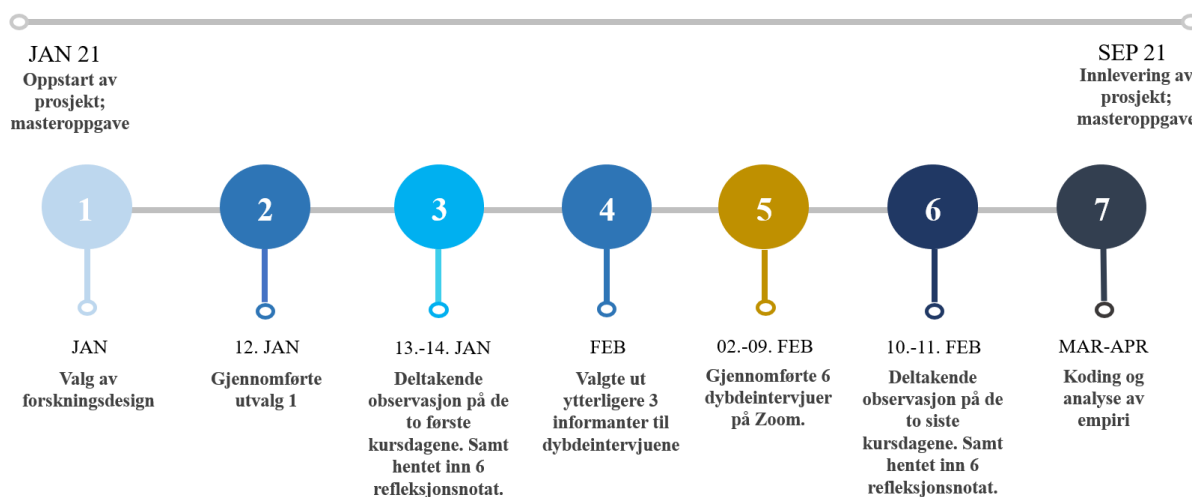 JAN 21
Oppstart av
prosjekt;
masteroppgave
SEP 21
Innlevering av
prosjekt;
masteroppgave
1
2
3
4
5
6
7
JAN
Valg av
forskningsdesign
12. JAN
Gjennomførte
utvalg 1
13.-14. JAN
Deltakende
observasjon på de
to første
kursdagene. Samt
hentet inn 6
refleksjonsnotat.
FEB
Valgte ut
ytterligere 3
informanter til
dybdeintervjuene
02.-09. FEB
Gjennomførte 6
dybdeintervjuer
på Zoom.
10.-11. FEB
Deltakende
observasjon på de
to siste
kursdagene. Samt
hentet inn 6
refleksjonsnotat.
MAR-APR
Koding og
analyse av
empiri